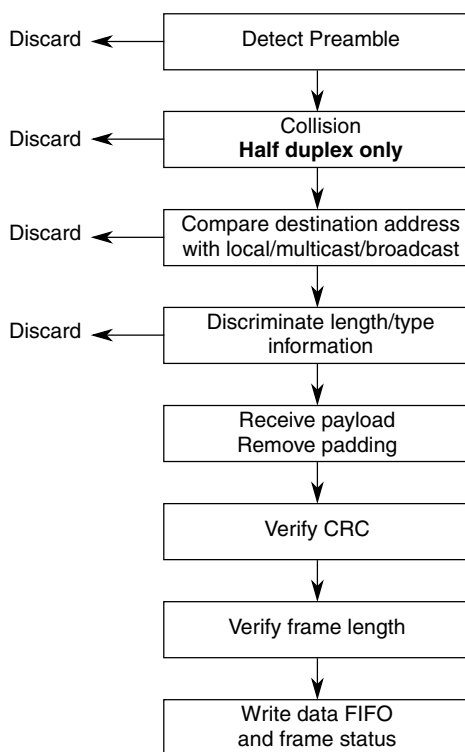 Discard
Detect Preamble
Discard
Collision
Half duplex only
Discard
Compare destination address
with local/multicast/broadcast
Discard
Discriminate length/type
information
Receive payload
Remove padding
Verify CRC
Verify frame length
Write data FIFO
and frame status